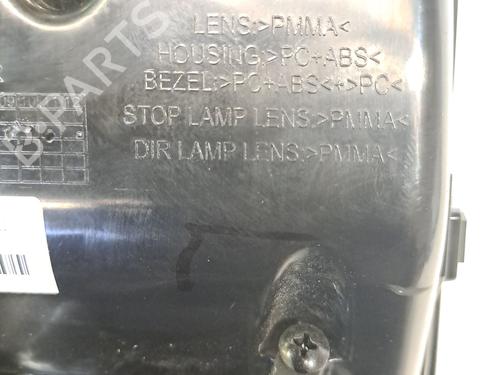 LENS:>PMMA<
HOUSING:>PC+ABS<
BEZEL:>PC+ABS<+>PC<
STOP LAMP LENS:>PMMA<
DIR LAMP LENS:>PMMA<
B-PARTS